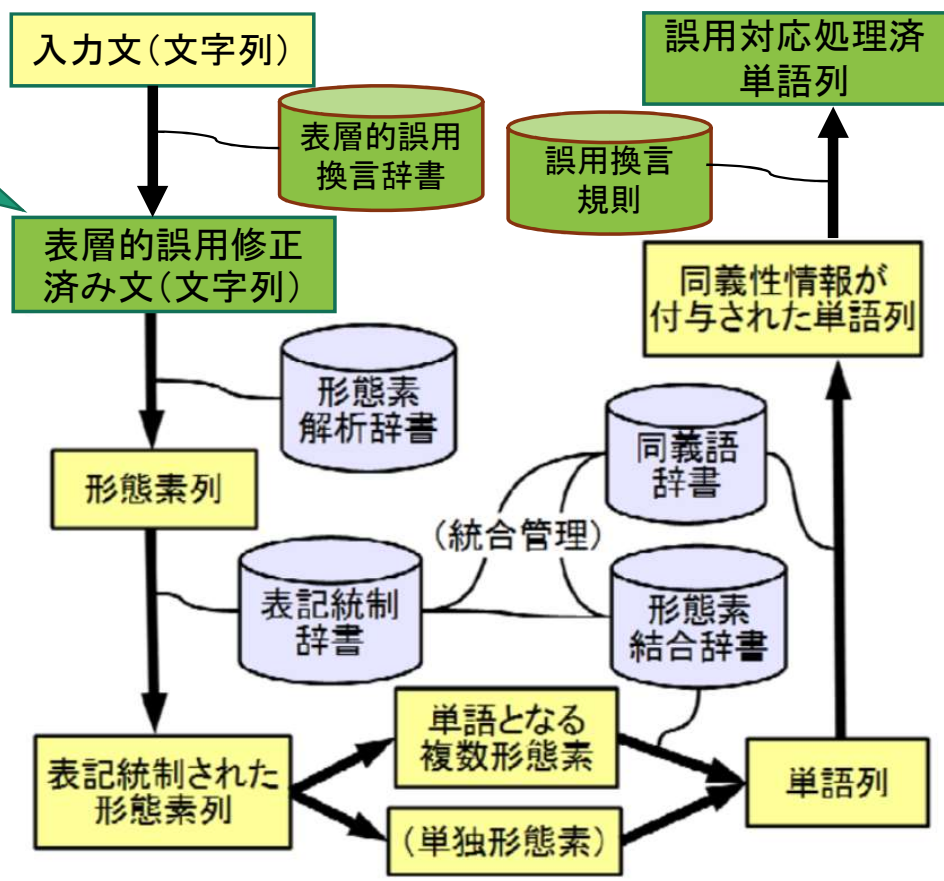 入力文(文字列)
表層的誤用
換言辞書
表層的誤用修正
済み文(文字列)
形態素
解析辞書
形態素列
表記統制
辞書
(統合管理)
同義語
辞書
形態素
結合辞書
表記統制された
形態素列
単語となる
複数形態素
(単独形態素)
単語列
同義性情報が
付与された単語列
誤用換言
規則
誤用対応処理済
単語列